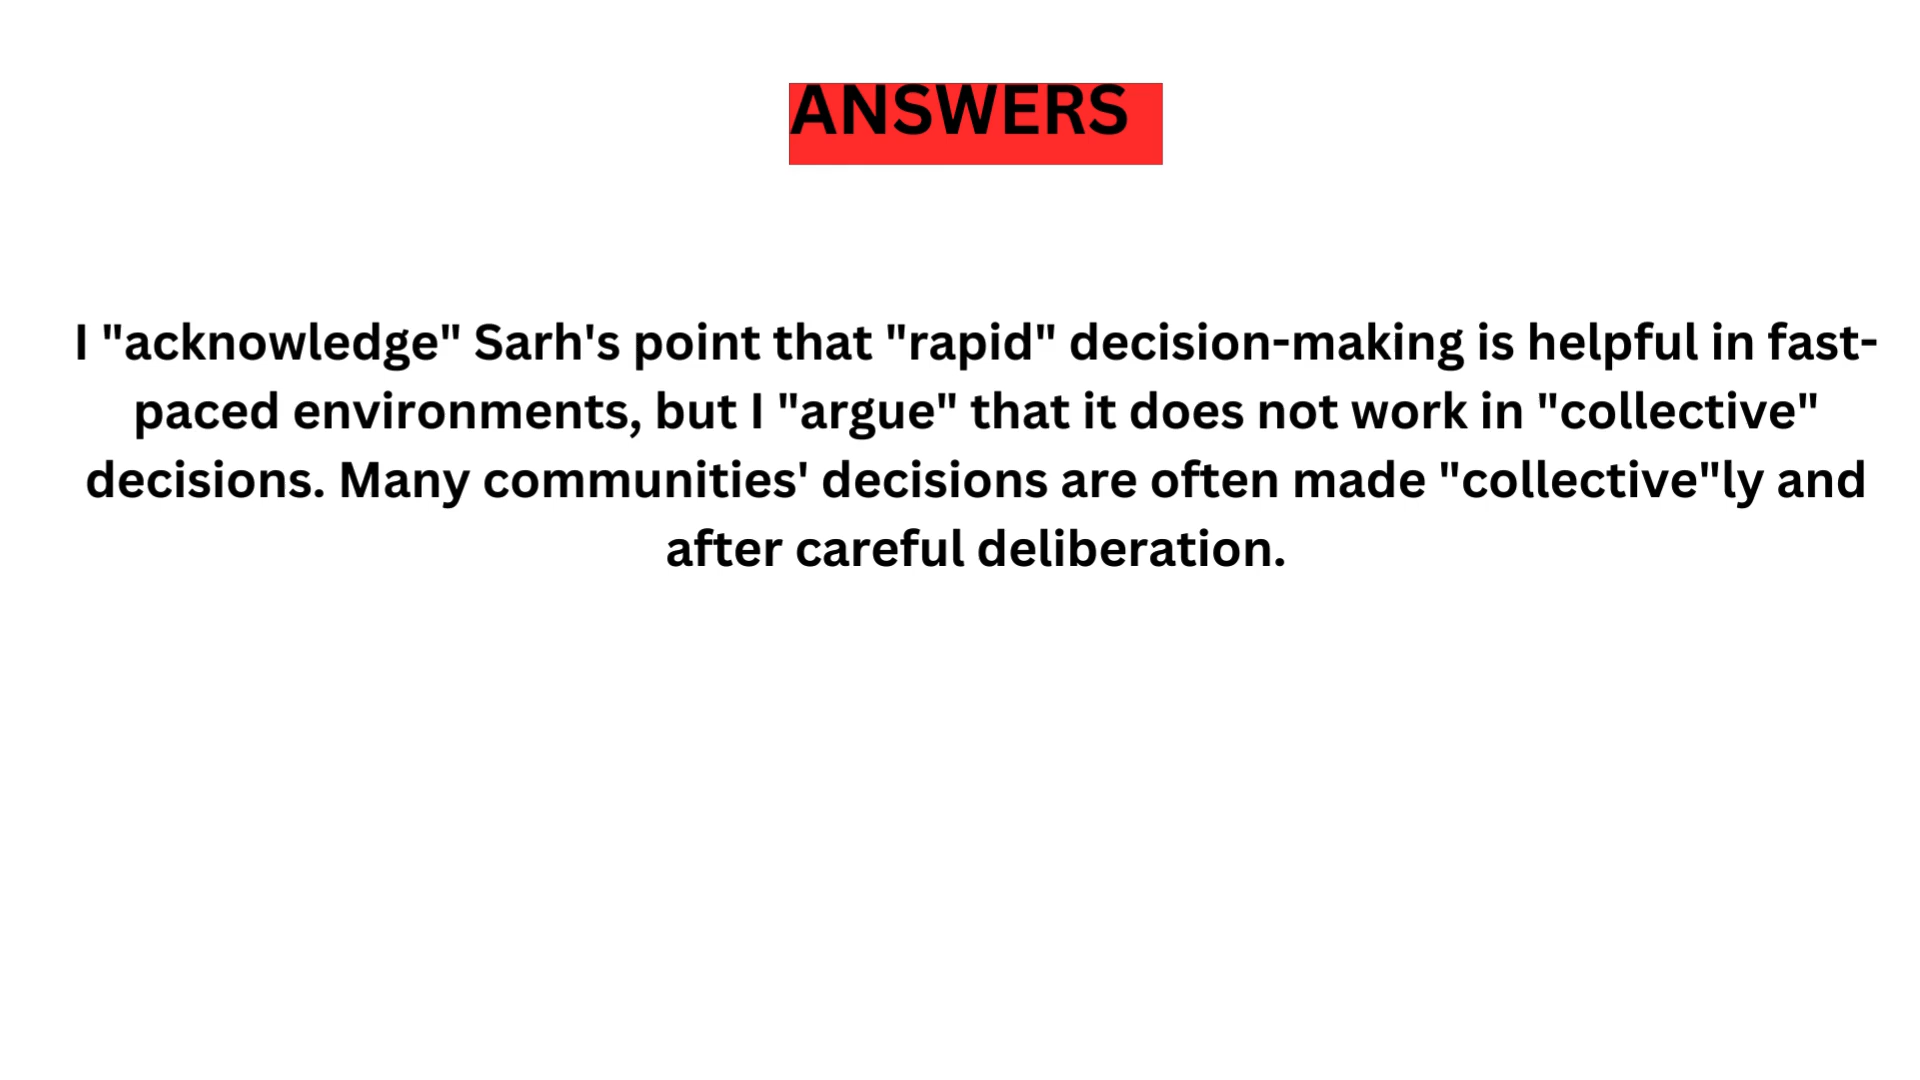 ANSWERS
I "acknowledge" Sarh's point that "rapid" decision-making is helpful in fast-
paced environments, but I "argue" that it does not work in "collective"
decisions. Many communities' decisions are often made "collective"ly and
after careful deliberation.